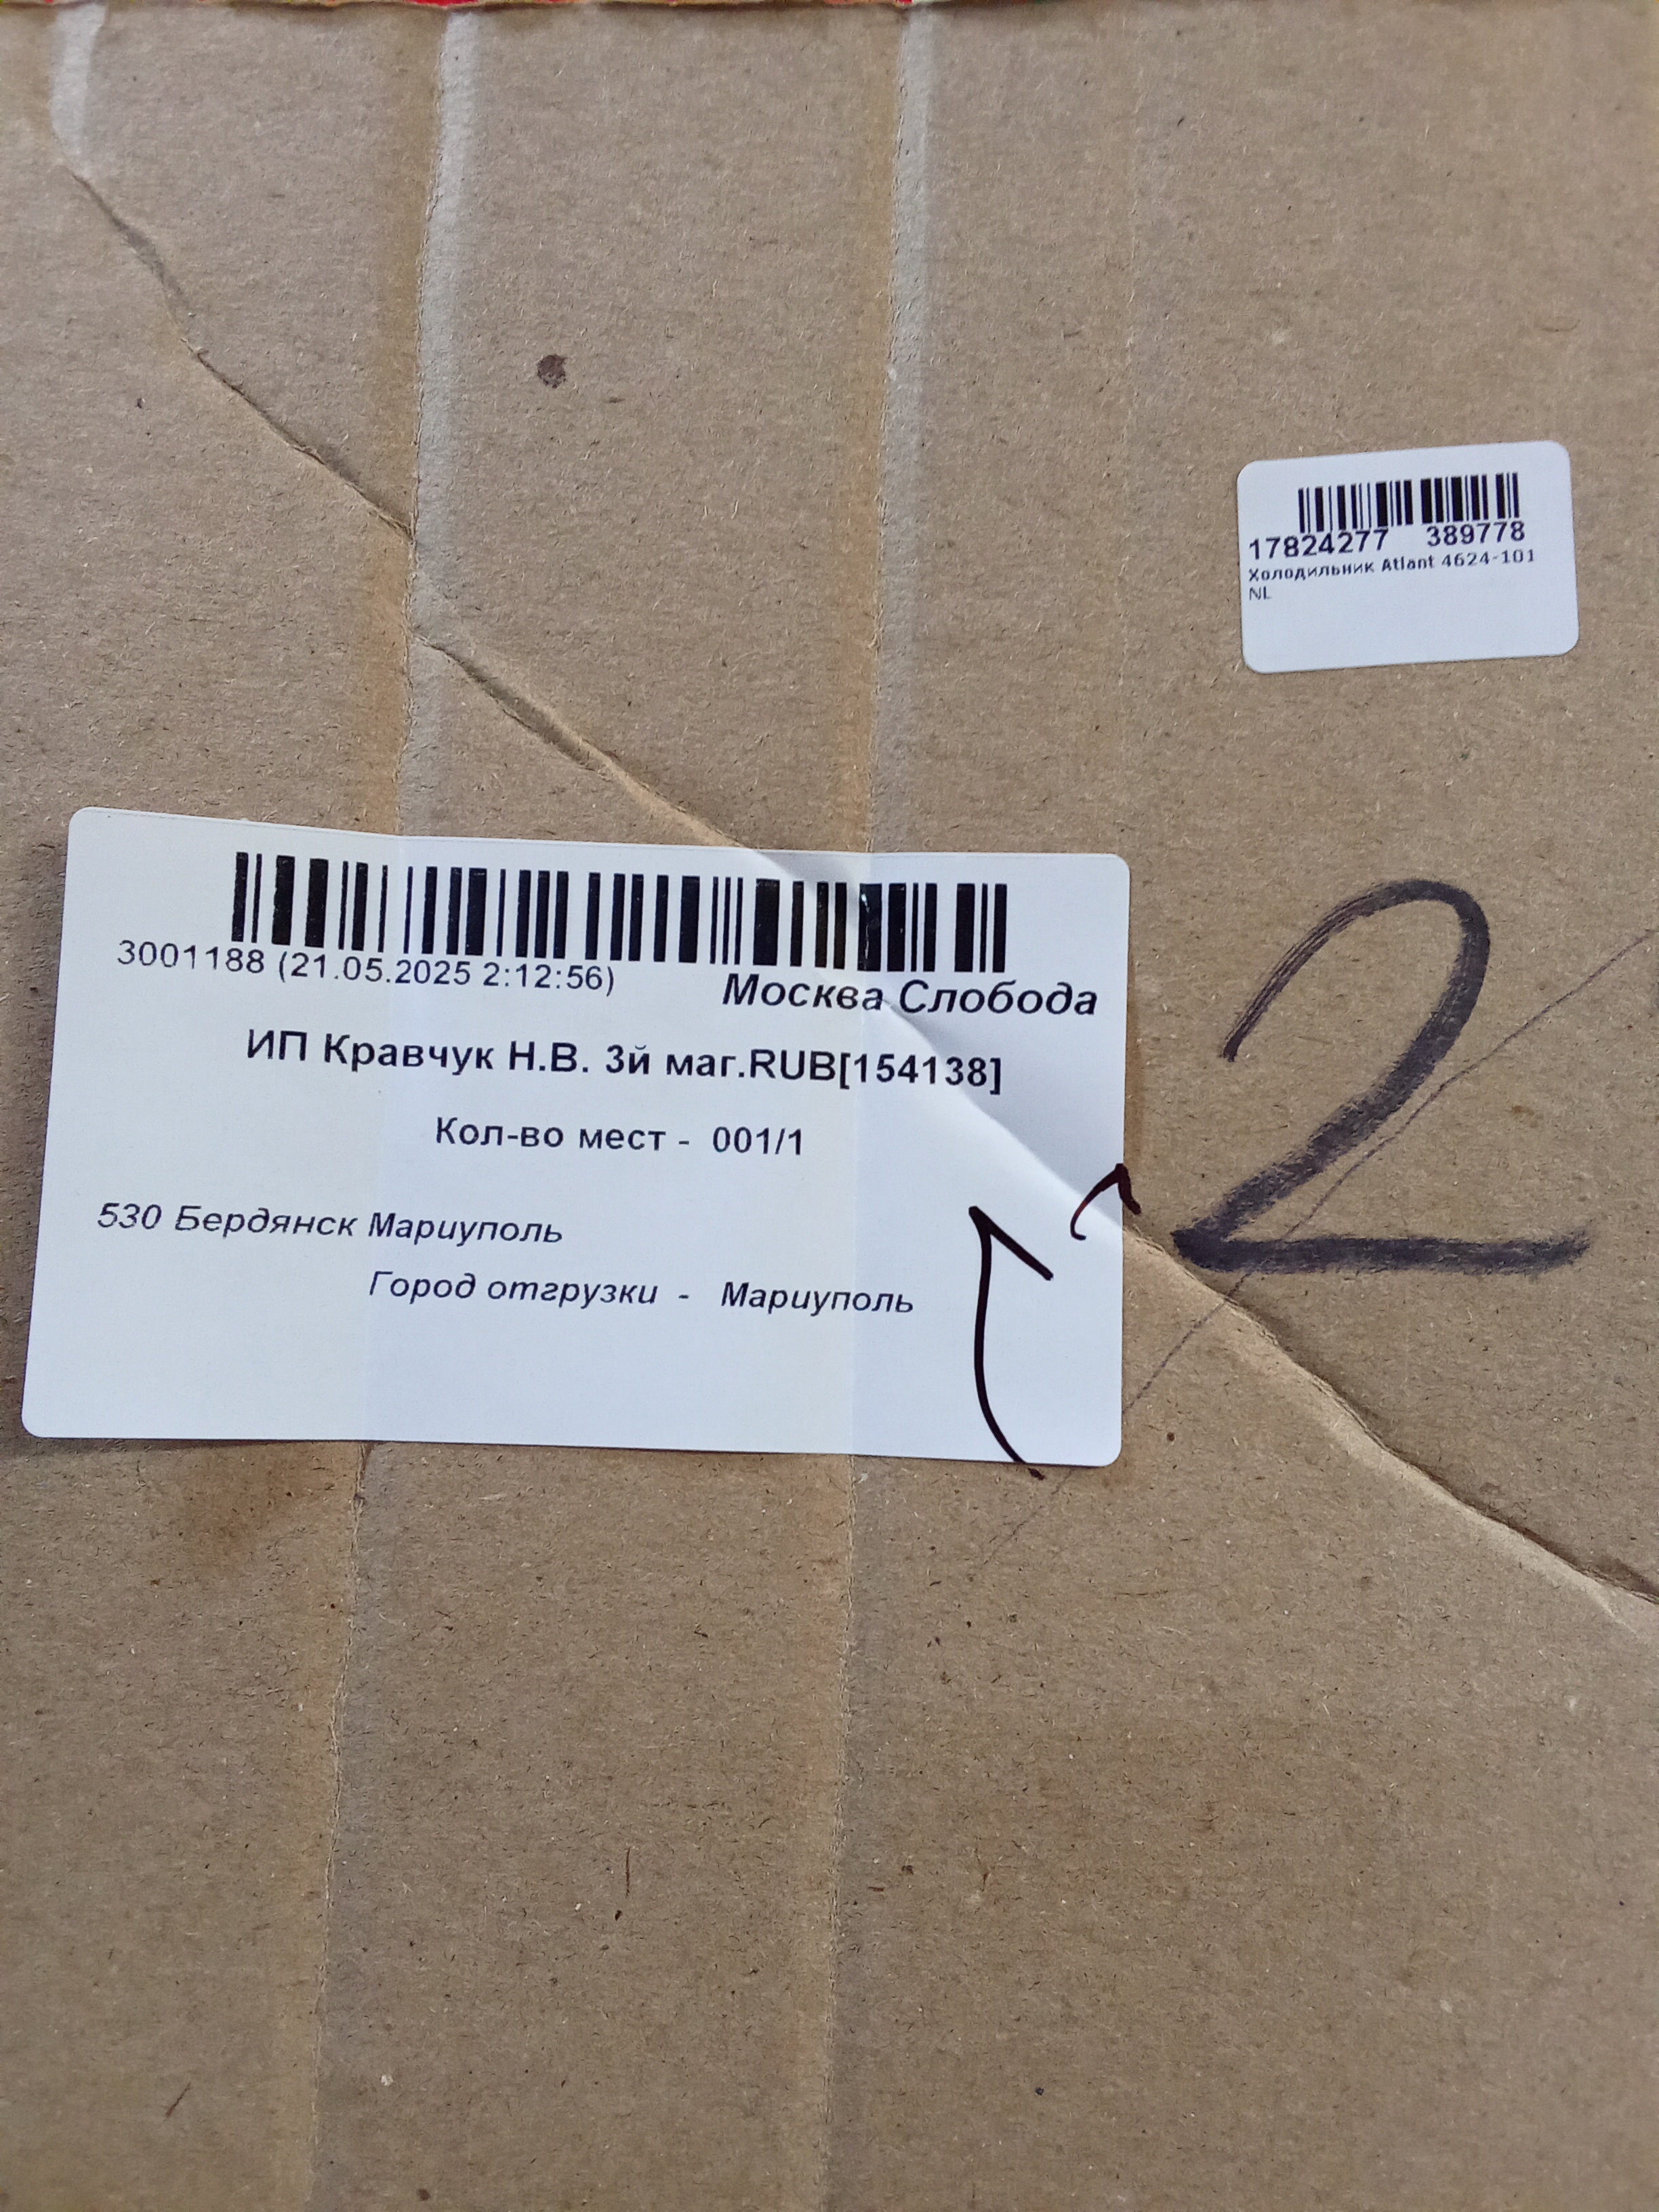 17824277 389778
Холодильник Atlant 4624-101
NL
3001188 (21.05.2025 2:12:56)
Москва Слобода
ИП Кравчук Н.В. 3й маг.RUB[154138]
Кол-во мест - 001/1
530 Бердянск Мариуполь
Город отгрузки - Мариуполь
2